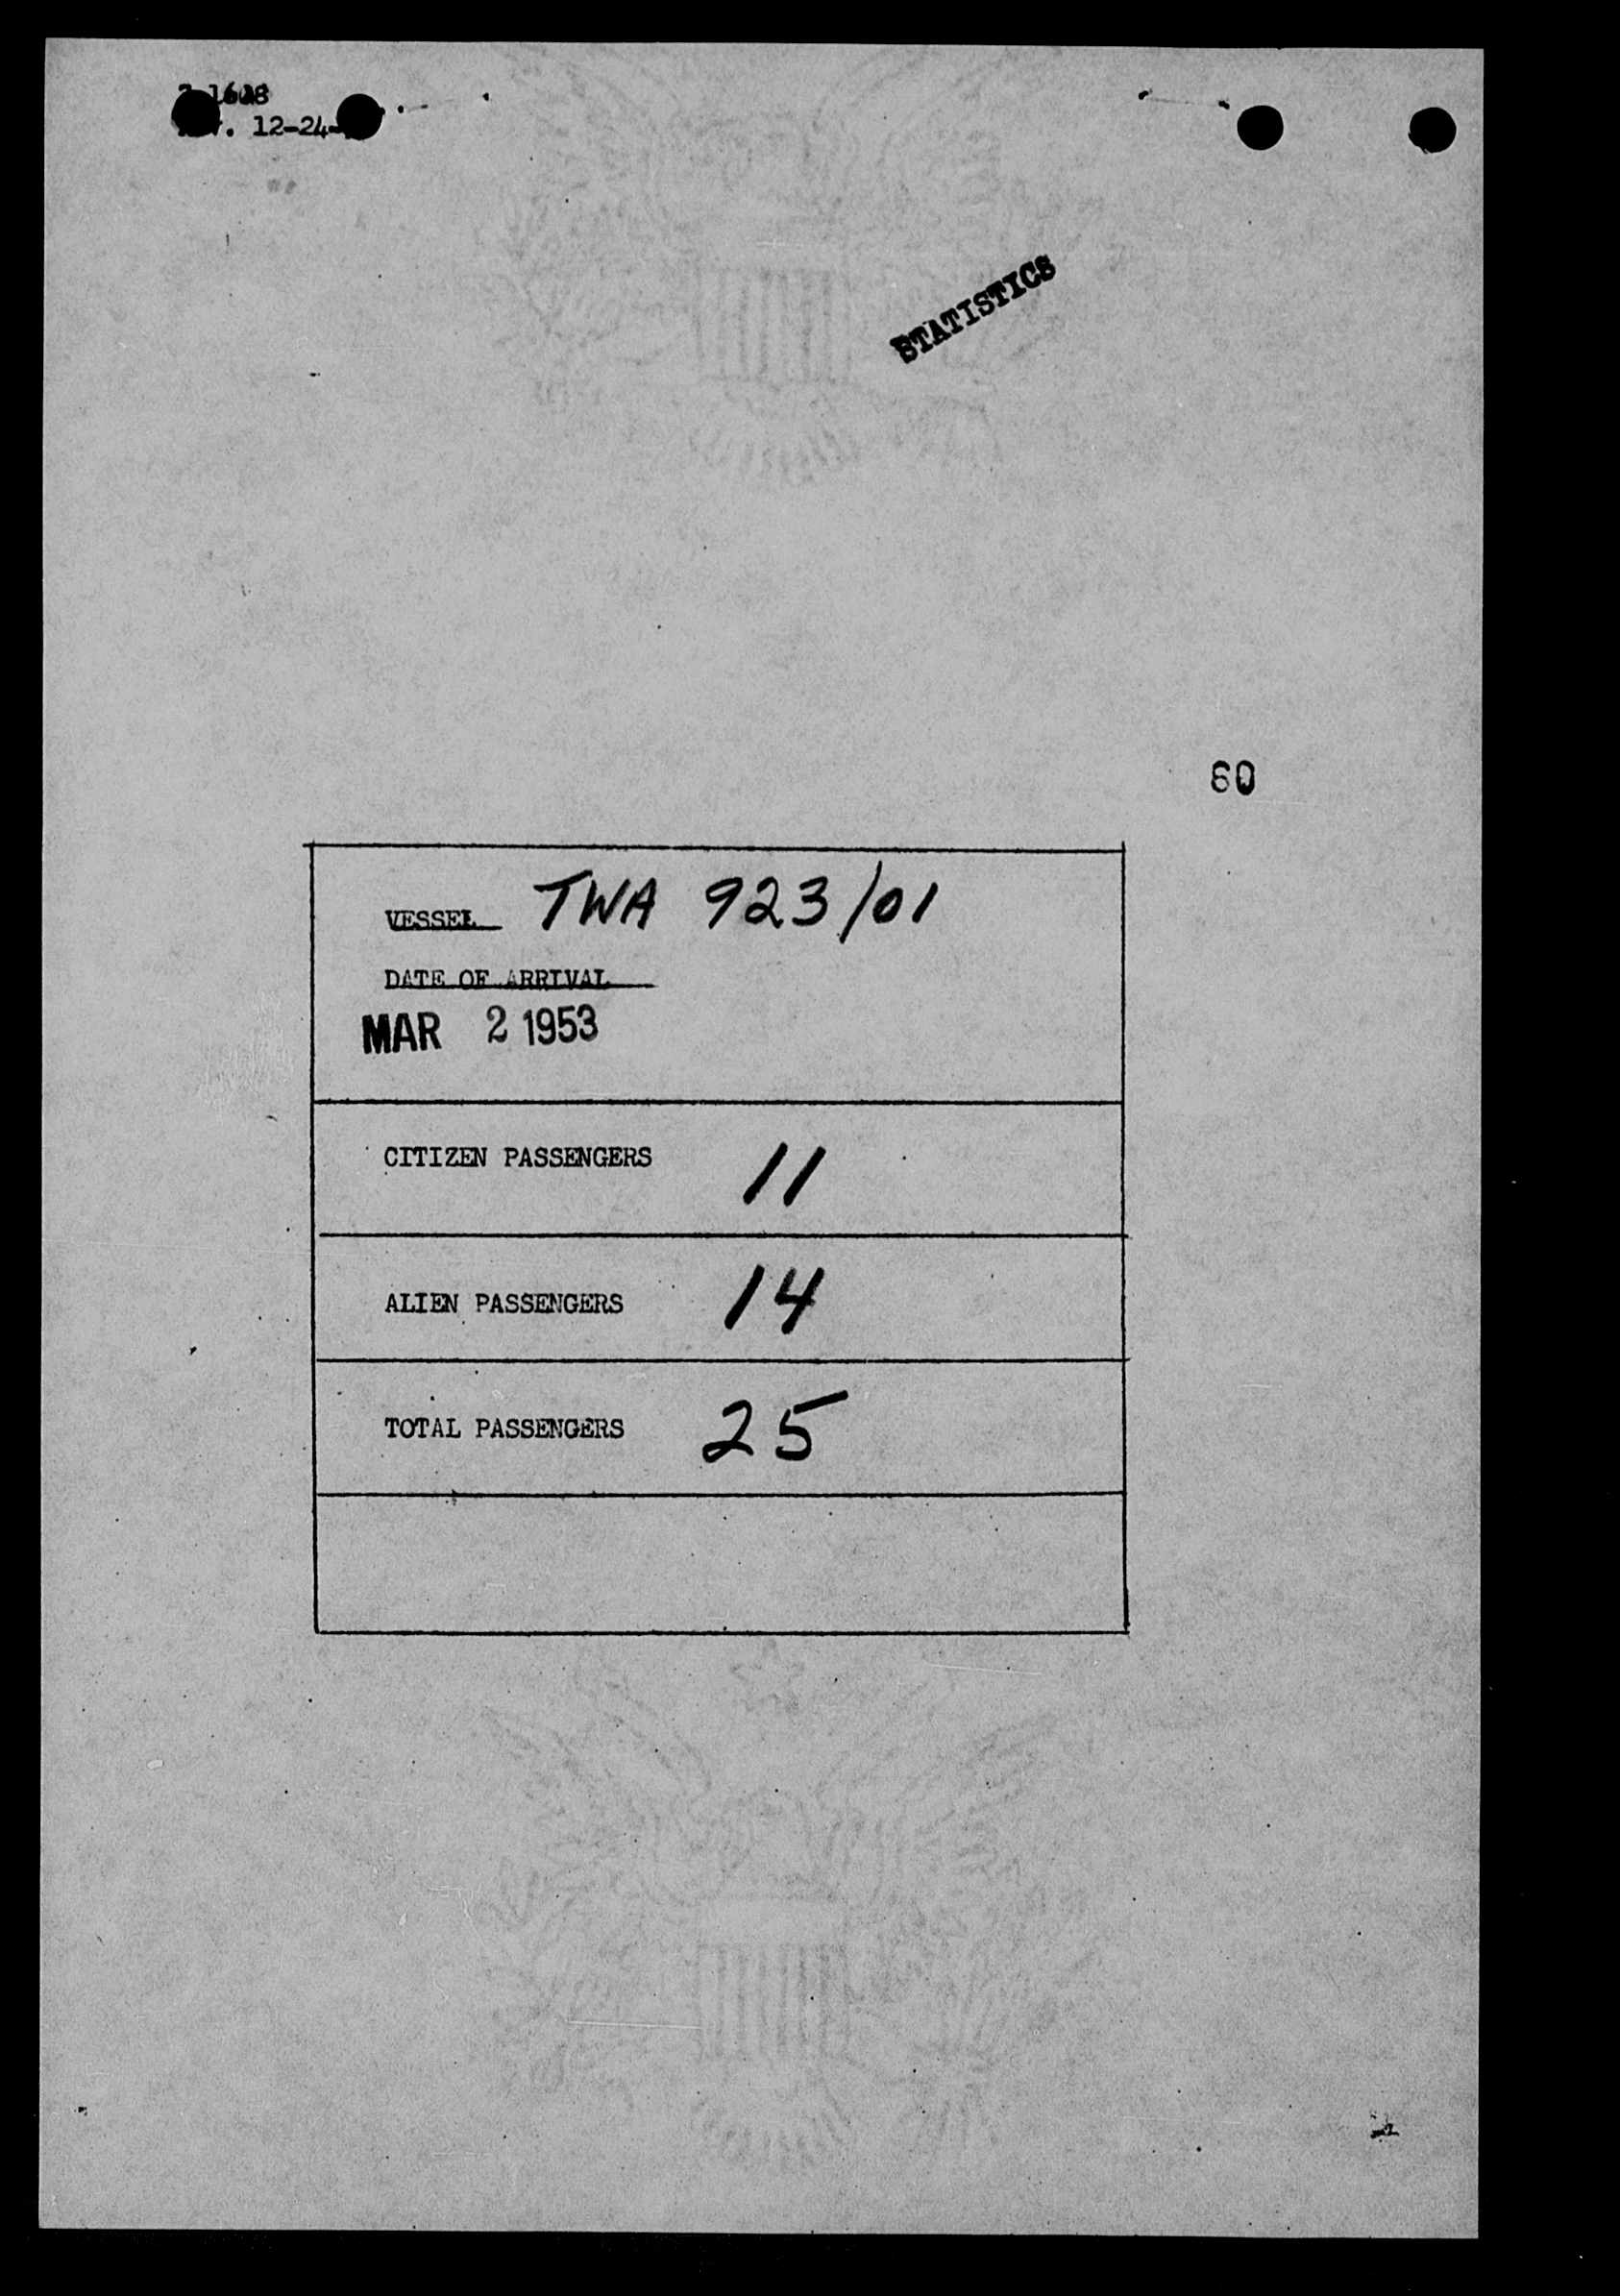 12-24-
STATISTICS
60
VESSEL TWA 923/01
DATE OF ARRIVAL
MAR 2 1953
CITIZEN PASSENGERS 11
ALIEN PASSENGERS 14
TOTAL PASSENGERS 25